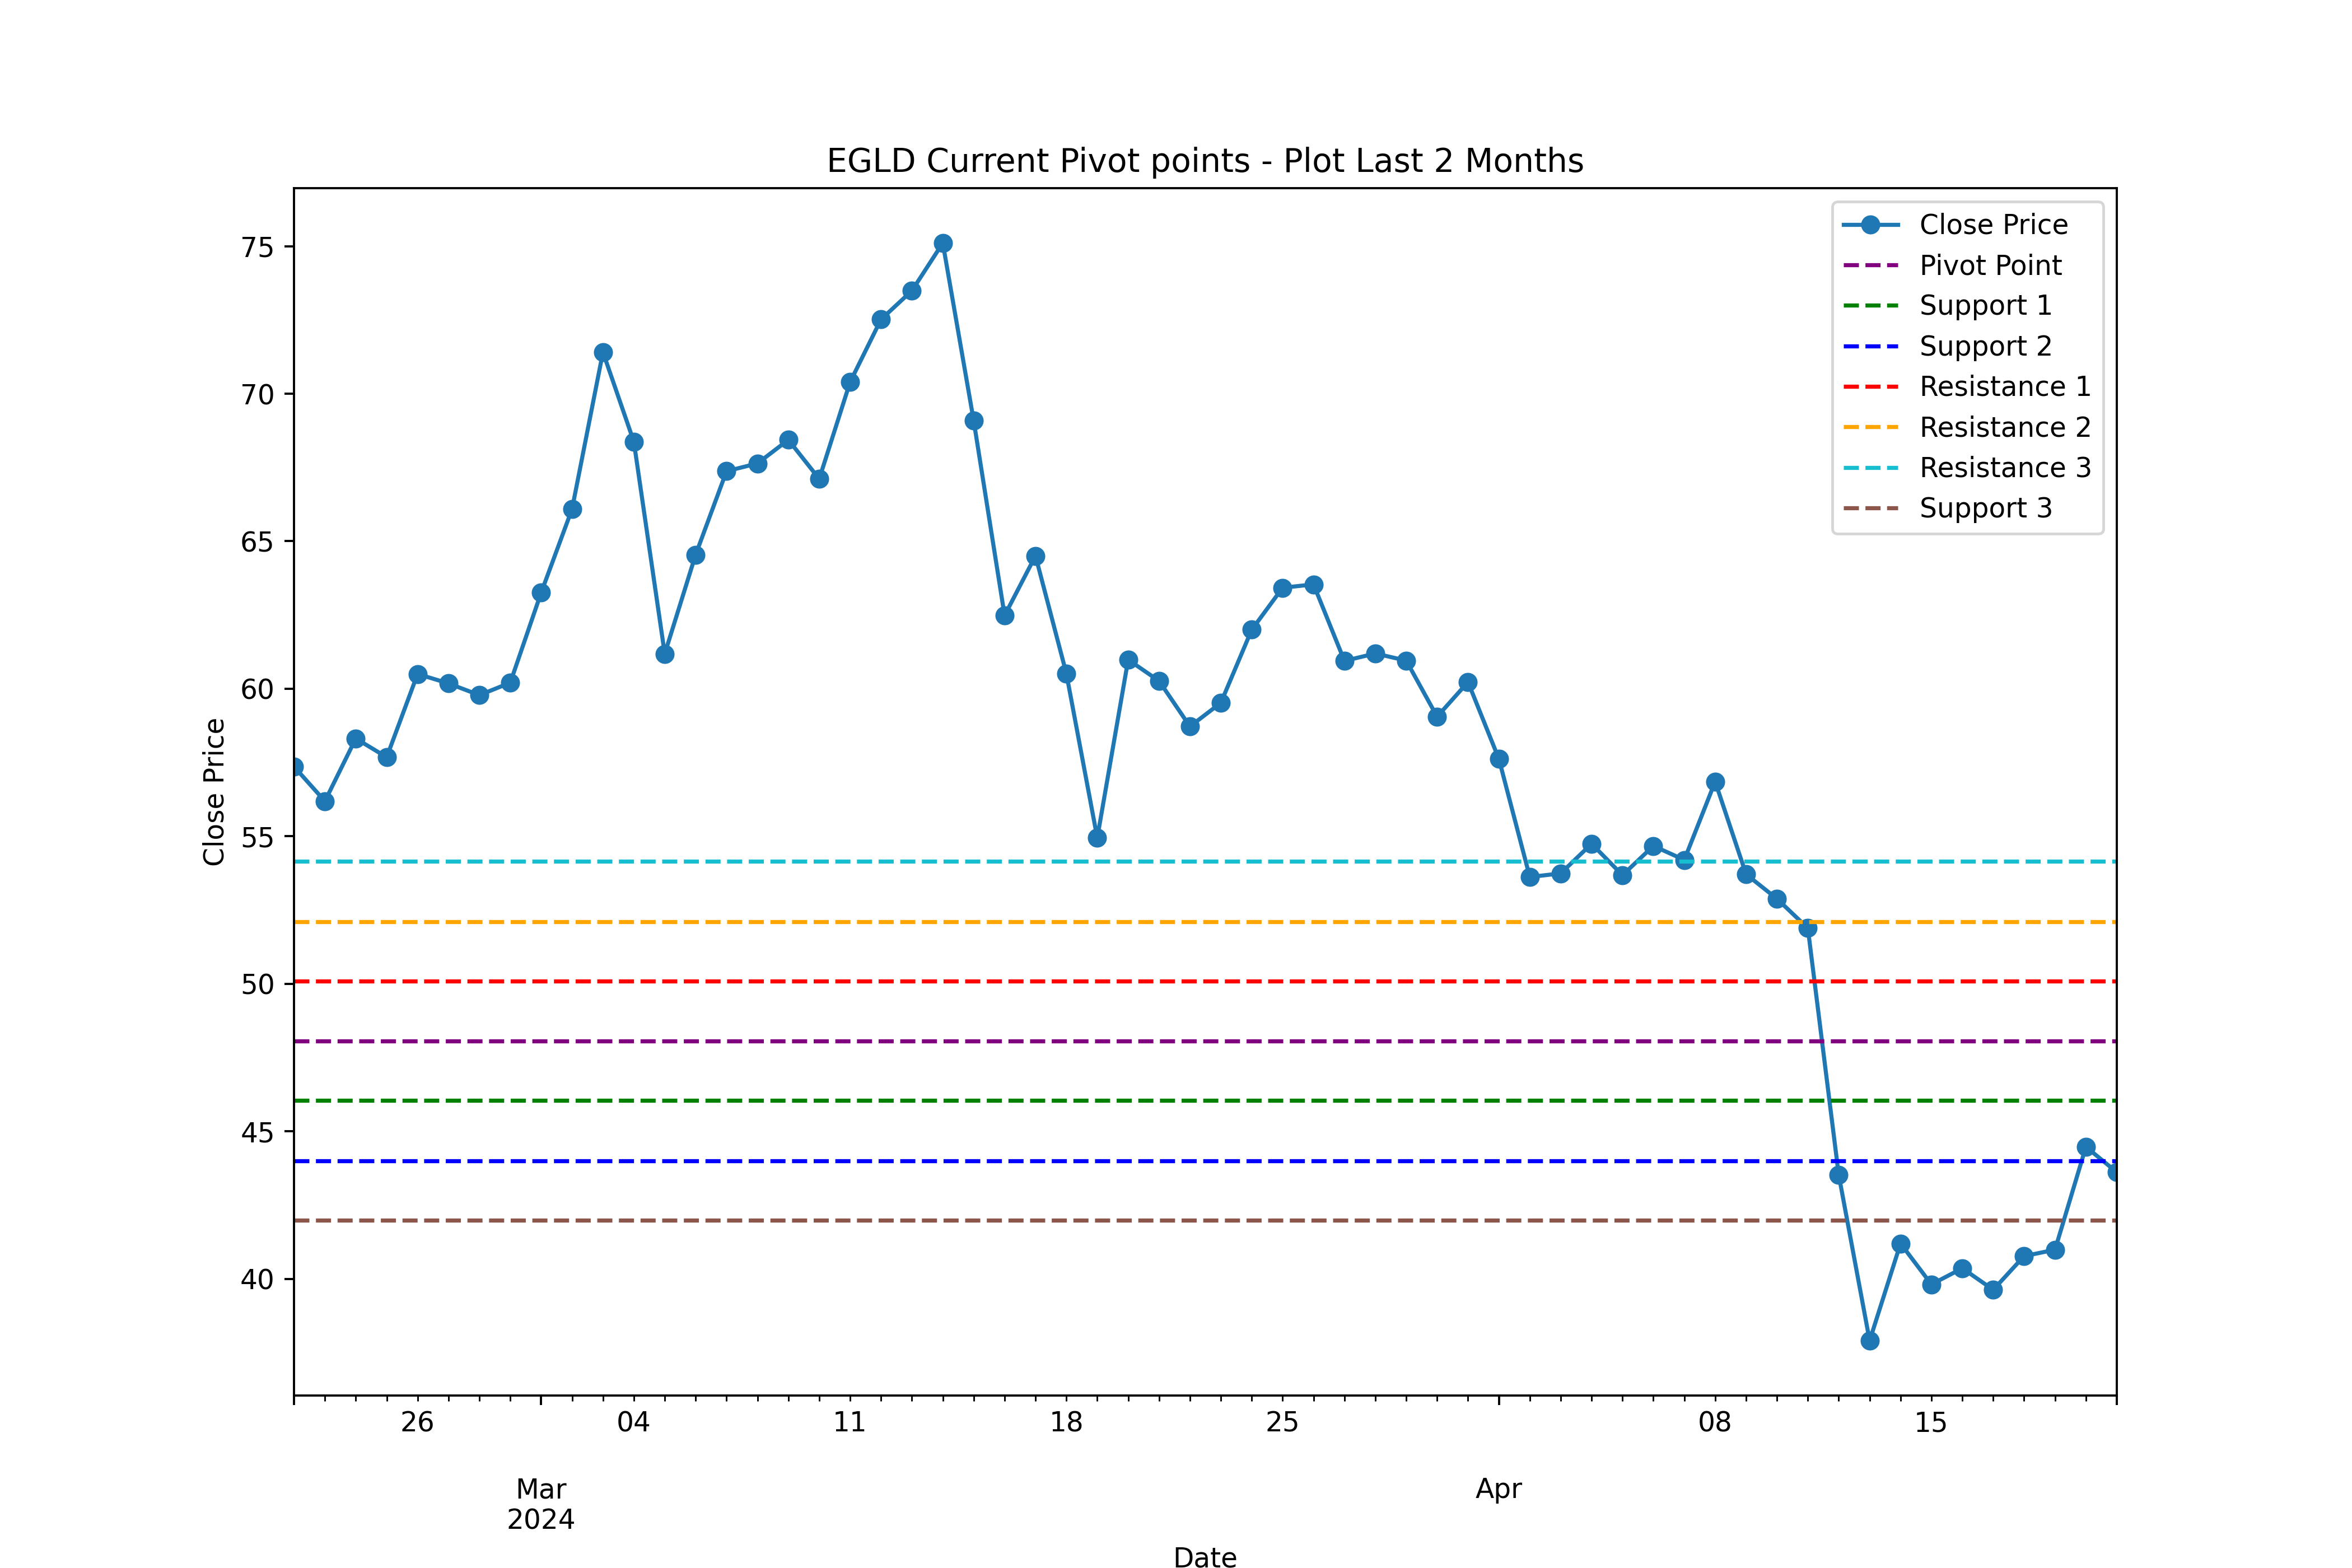 EGLD Current Pivot points - Plot Last 2 Months
Close Price
Pivot Point
Support 1
Support 2
Resistance 1
Resistance 2
Resistance 3
Support 3
75
70
65
60
55
50
45
40
Close Price
26
04
11
18
25
08
15
Mar
2024
Apr
Date